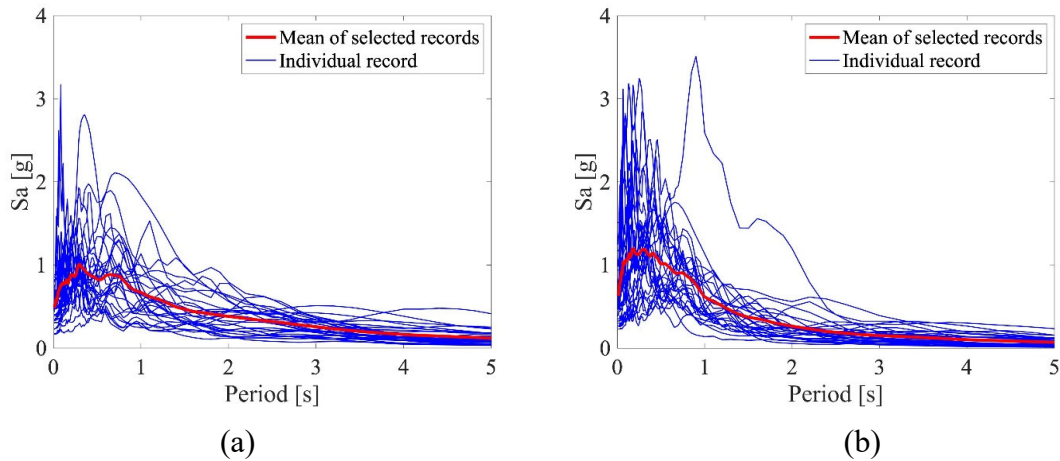 4
3
2
1
0
Sa [g]
Mean of selected records
Individual record
0 1 2 3 4 5
Period [s]
(a)
4
3
2
1
0
Sa [g]
Mean of selected records
Individual record
0 1 2 3 4 5
Period [s]
(b)